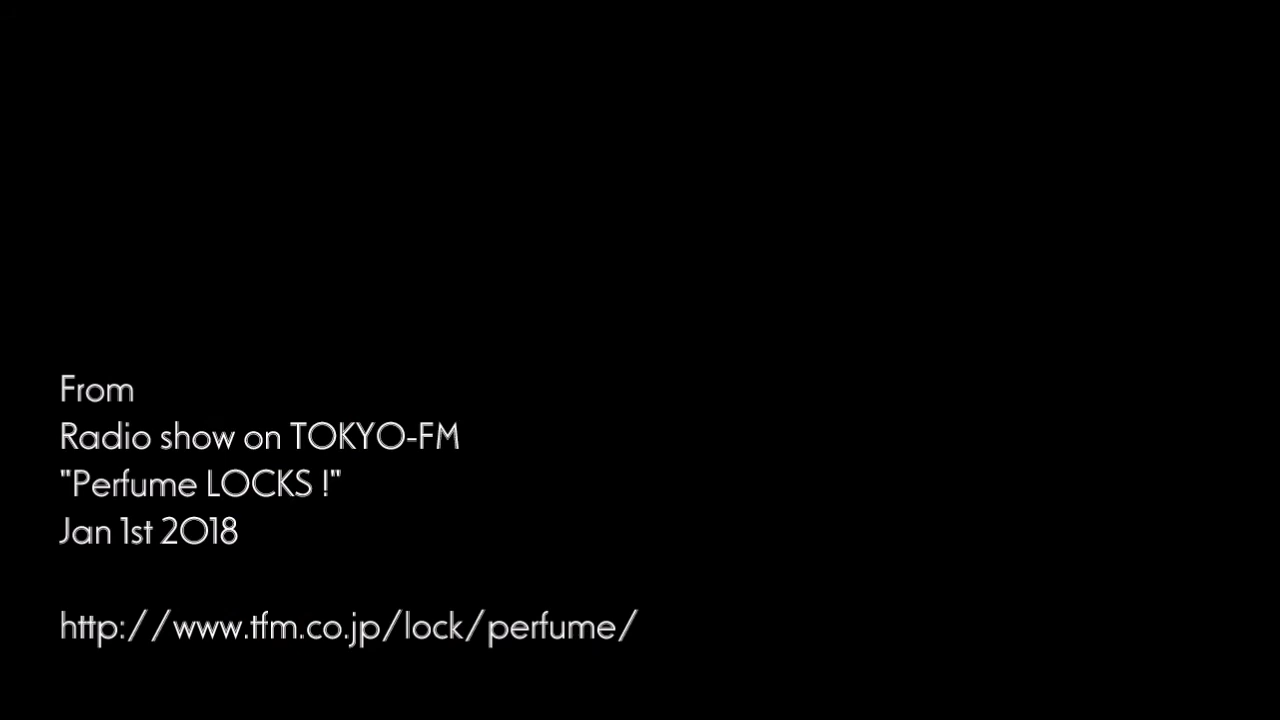 From
Radio show on TOKYO-FM
"Perfume LOCKS !"
Jan 1st 2018
http://www.tfm.co.jp/lock/perfume/